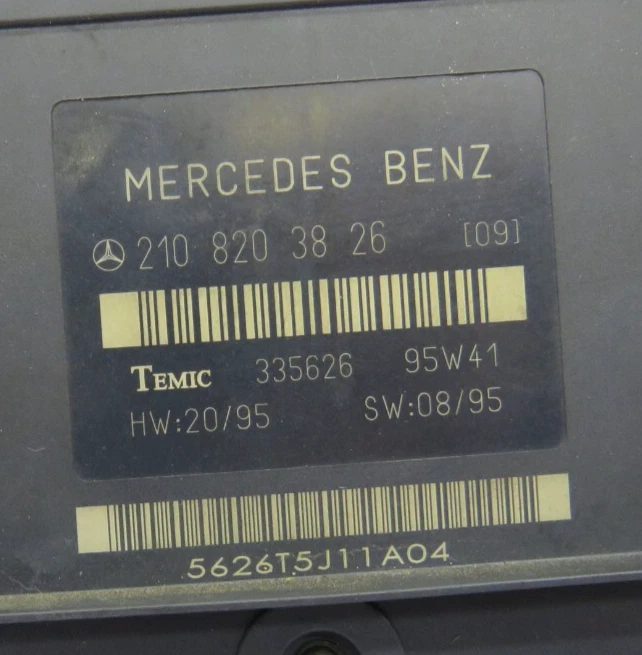 MERCEDES BENZ
210 820 38 26 [09]
TEMIC 335626 95W41
HW:20/95 SW:08/95
5626T5J11A04